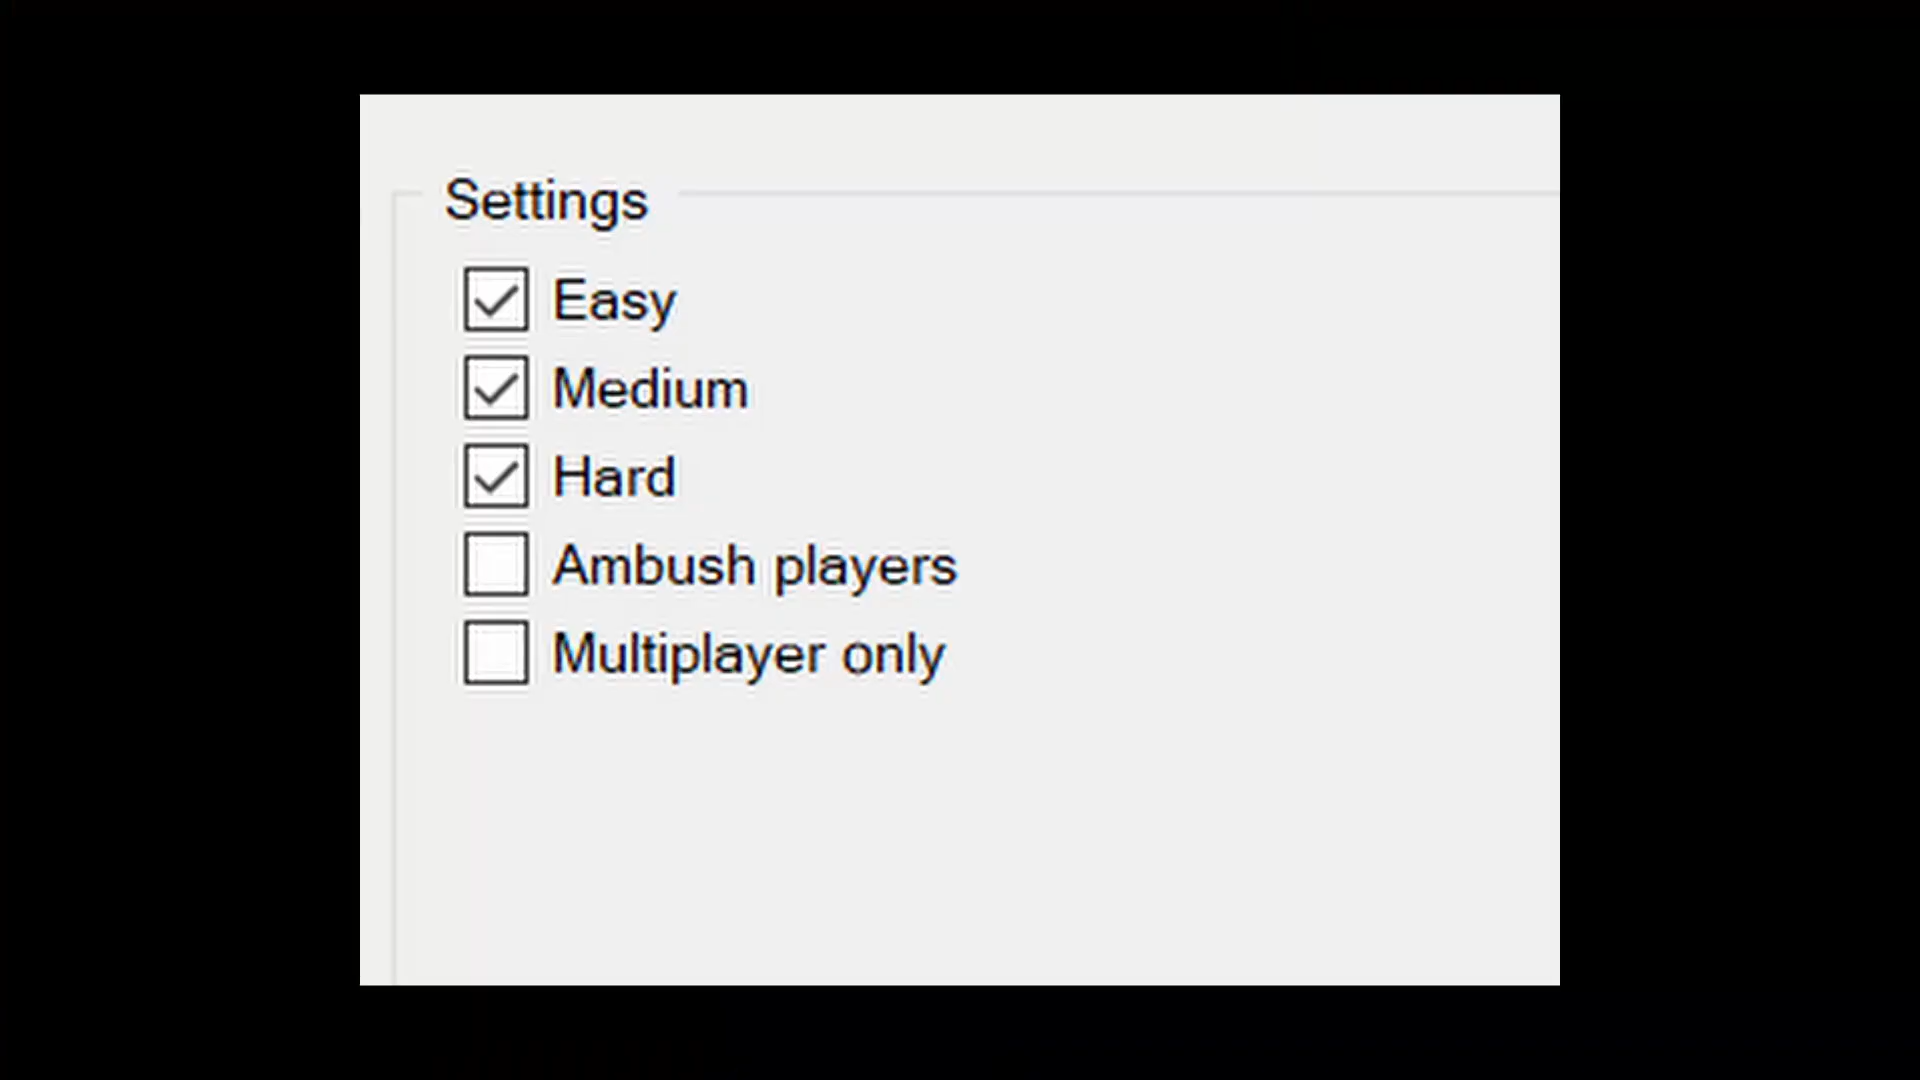 Settings
Easy
Medium
Hard
Ambush players
Multiplayer only